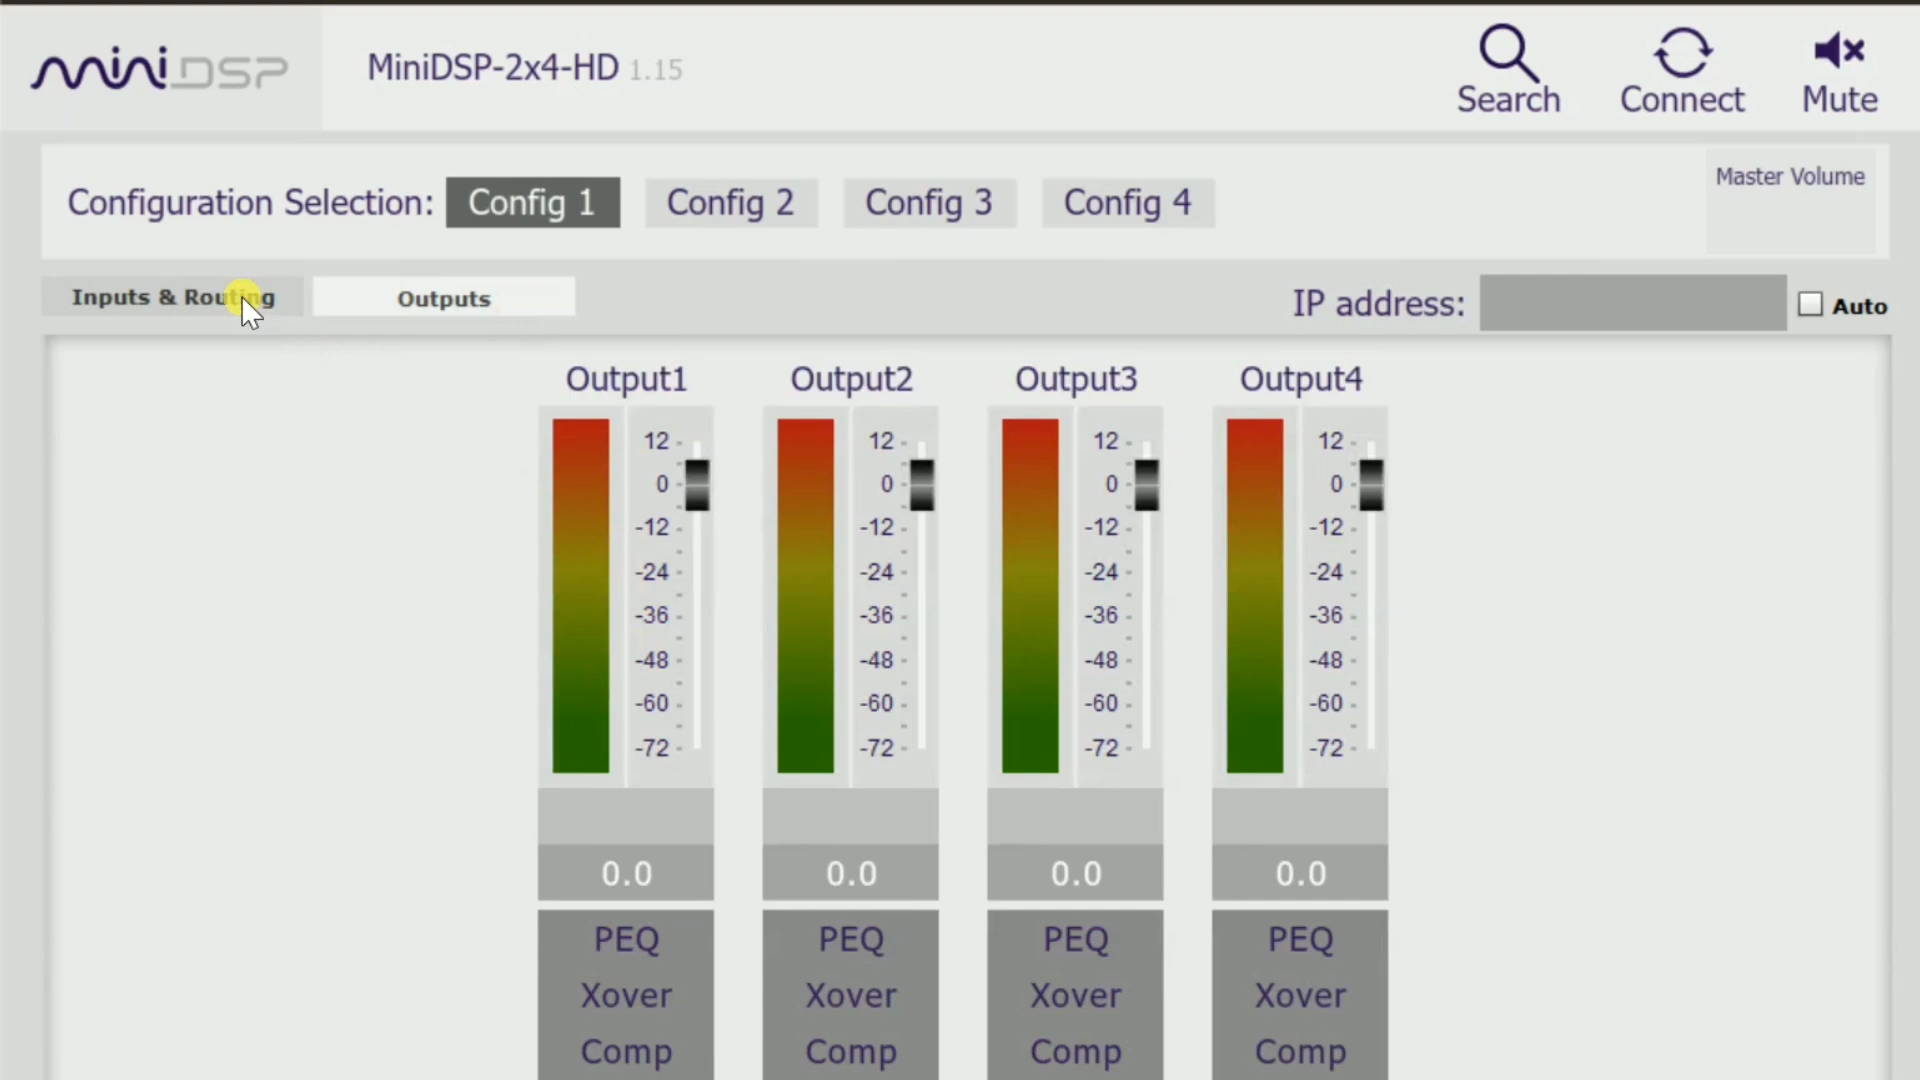 miniDSP
MiniDSP-2x4-HD 1.15
Search
Connect
Mute
Configuration Selection: Config 1 Config 2 Config 3 Config 4
Master Volume
Inputs & Routing
Outputs
IP address:
Auto
Output1 Output2 Output3 Output4
12 12 12 12
0 0 0 0
-12 -12 -12 -12
-24 -24 -24 -24
-36 -36 -36 -36
-48 -48 -48 -48
-60 -60 -60 -60
-72 -72 -72 -72
0.0 0.0 0.0 0.0
PEQ PEQ PEQ PEQ
Xover Xover Xover Xover
Comp Comp Comp Comp